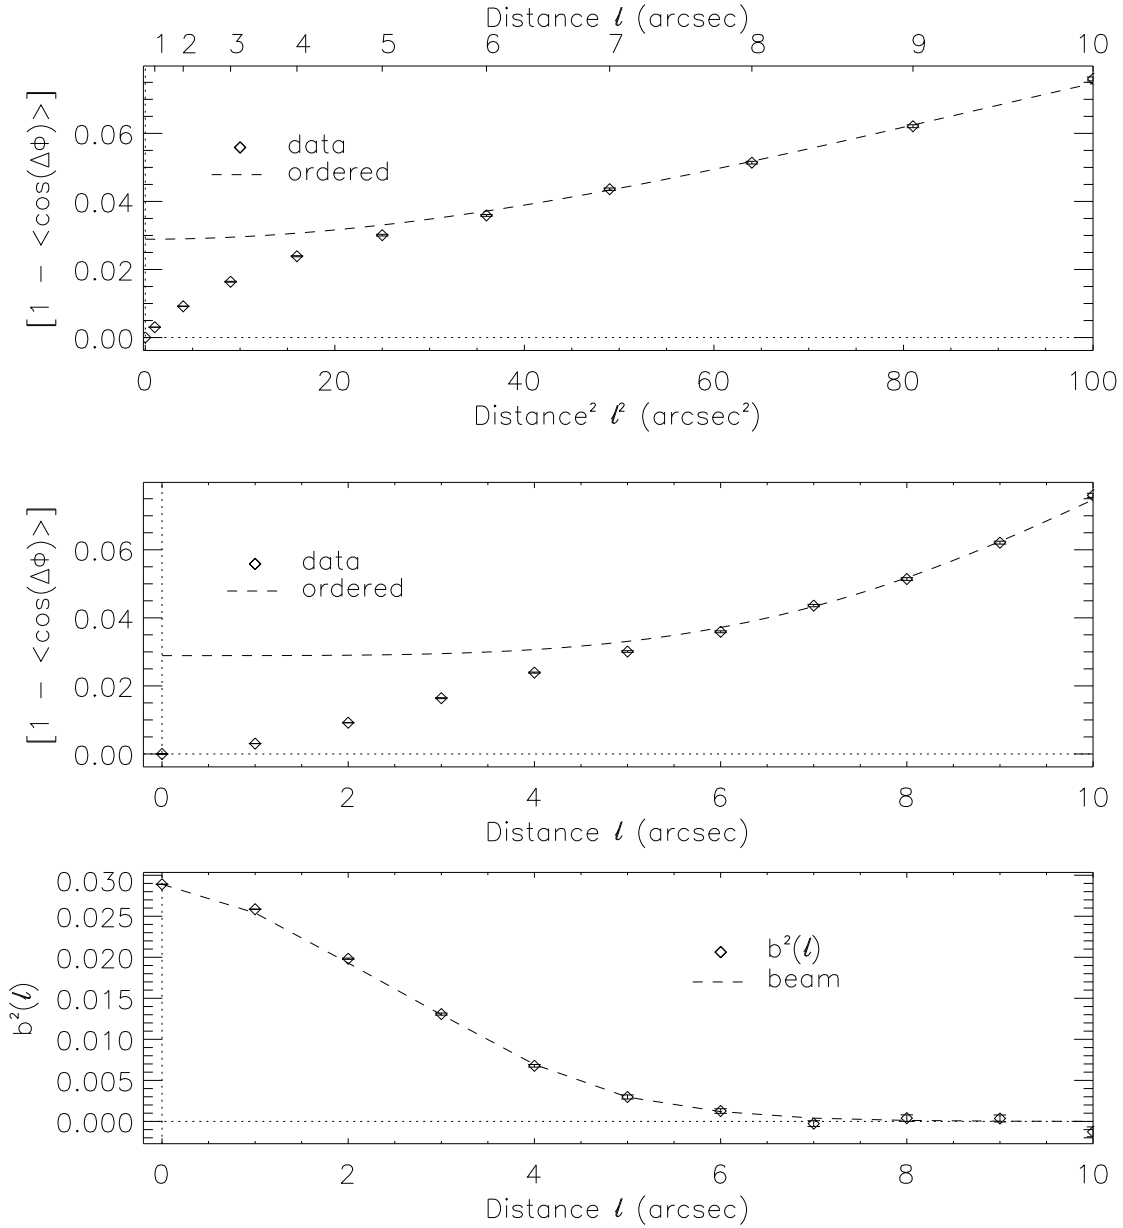 Distance ℓ (arcsec)
1 2 3 4 5 6 7 8 9 10
[1 − <cos(ΔΦ)>]
0.06
0.04
0.02
0.00
data
ordered
0 20 40 60 80 100
Distance² ℓ² (arcsec²)
[1 − <cos(ΔΦ)>]
0.06
0.04
0.02
0.00
data
ordered
0 2 4 6 8 10
Distance ℓ (arcsec)
b²(ℓ)
0.030
0.025
0.020
0.015
0.010
0.005
0.000
b²(ℓ)
beam
0 2 4 6 8 10
Distance ℓ (arcsec)